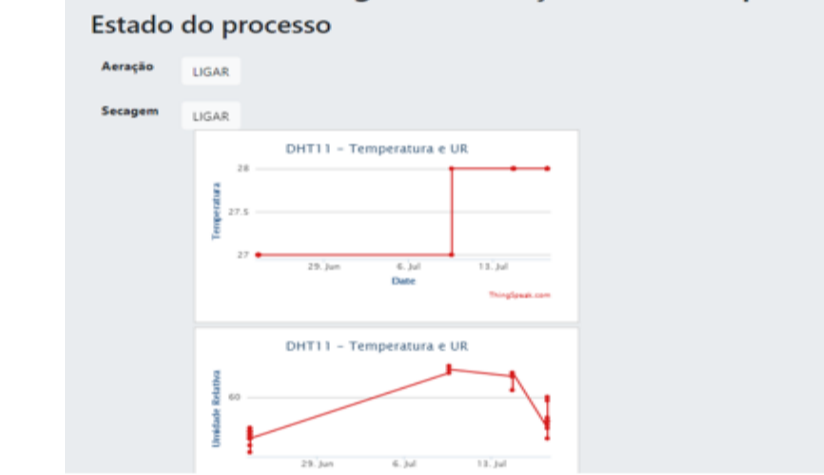 Estado do processo
Aeração LIGAR
Secagem LIGAR
DHT11 – Temperatura e UR
28
Temperatura
27.5
27
29. Jun 6. Jul 13. Jul
Date
ThingSpeak.com
DHT11 – Temperatura e UR
Umidade Relativa
60
29. Jun 6. Jul 13. Jul